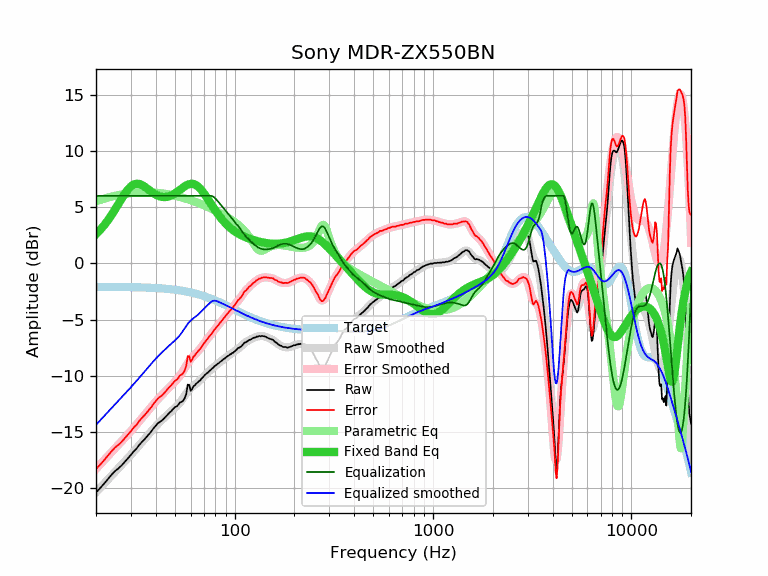 Sony MDR-ZX550BN
15
10
5
0
−5
−10
−15
−20
Amplitude (dBr)
Target
Raw Smoothed
Error Smoothed
Raw
Error
Parametric Eq
Fixed Band Eq
Equalization
Equalized smoothed
100
1000
10000
Frequency (Hz)